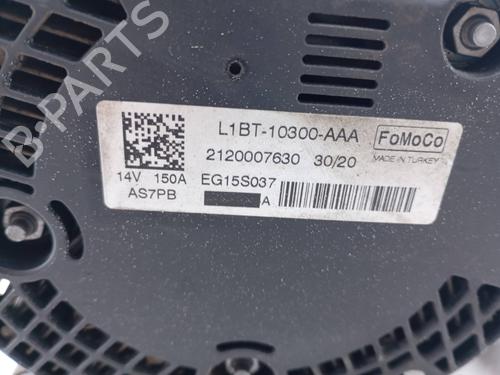 B-PARTS
L1BT-10300-AAA FoMoCo
2120007630 30/20 MADE IN TURKEY
14V 150A EG15S037
AS7PB A